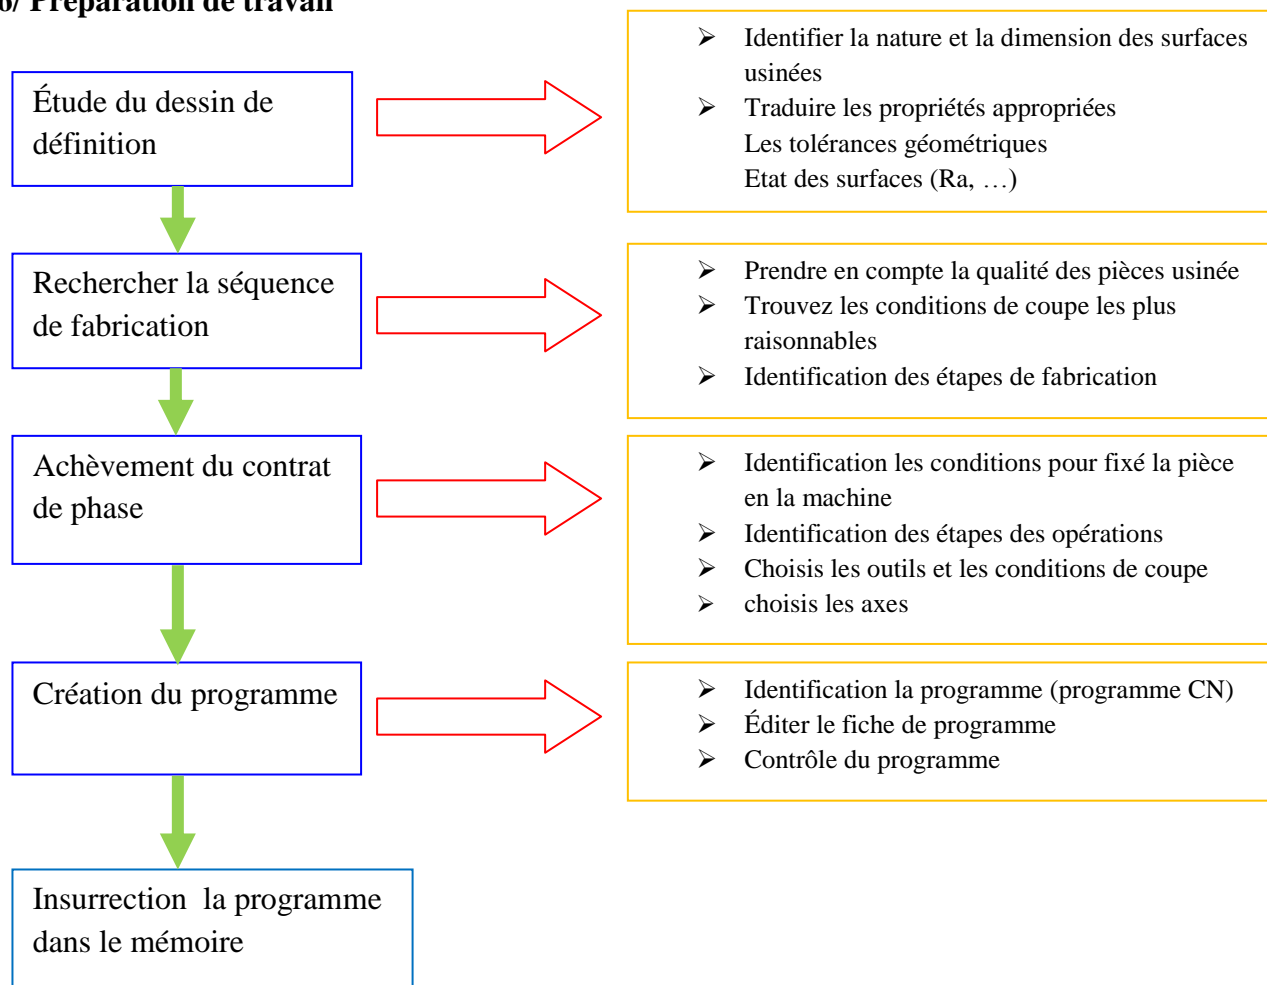 6/ Préparation de travail
Étude du dessin de
définition
➢ Identifier la nature et la dimension des surfaces
usinées
➢ Traduire les propriétés appropriées
Les tolérances géométriques
Etat des surfaces (Ra, …)
Rechercher la séquence
de fabrication
➢ Prendre en compte la qualité des pièces usinée
➢ Trouvez les conditions de coupe les plus
raisonnables
➢ Identification des étapes de fabrication
Achèvement du contrat
de phase
➢ Identification les conditions pour fixé la pièce
en la machine
➢ Identification des étapes des opérations
➢ Choisis les outils et les conditions de coupe
➢ choisis les axes
Création du programme
➢ Identification la programme (programme CN)
➢ Éditer le fiche de programme
➢ Contrôle du programme
Insurrection la programme
dans le mémoire